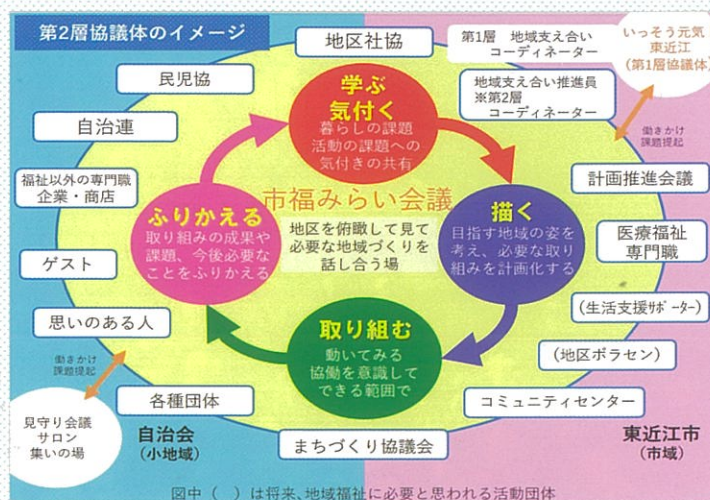 第2層協議体のイメージ
地区社協
第1層　地域支え合い
コーディネーター
いっそう元気
東近江
(第1層協議体)
民児協
地域支え合い推進員
※第2層
コーディネーター
働きかけ
課題提起
自治連
学ぶ
気付く
暮らしの課題
活動の課題への
気付きの共有
福祉以外の専門職
企業・商店
計画推進会議
市福みらい会議
地区を俯瞰して見て
必要な地域づくりを
話し合う場
ふりかえる
取り組みの成果や
課題、今後必要な
ことをふりかえる
描く
目指す地域の姿を
考え、必要な取り
組みを計画化する
医療福祉
専門職
ゲスト
思いのある人
(生活支援ｻﾎﾟｰﾀｰ)
取り組む
動いてみる
協働を意識して
できる範囲で
(地区ボラセン)
働きかけ
課題提起
各種団体
コミュニティセンター
見守り会議
サロン
集いの場
自治会
(小地域)
まちづくり協議会
東近江市
(市域)
図中（　）は将来、地域福祉に必要と思われる活動団体